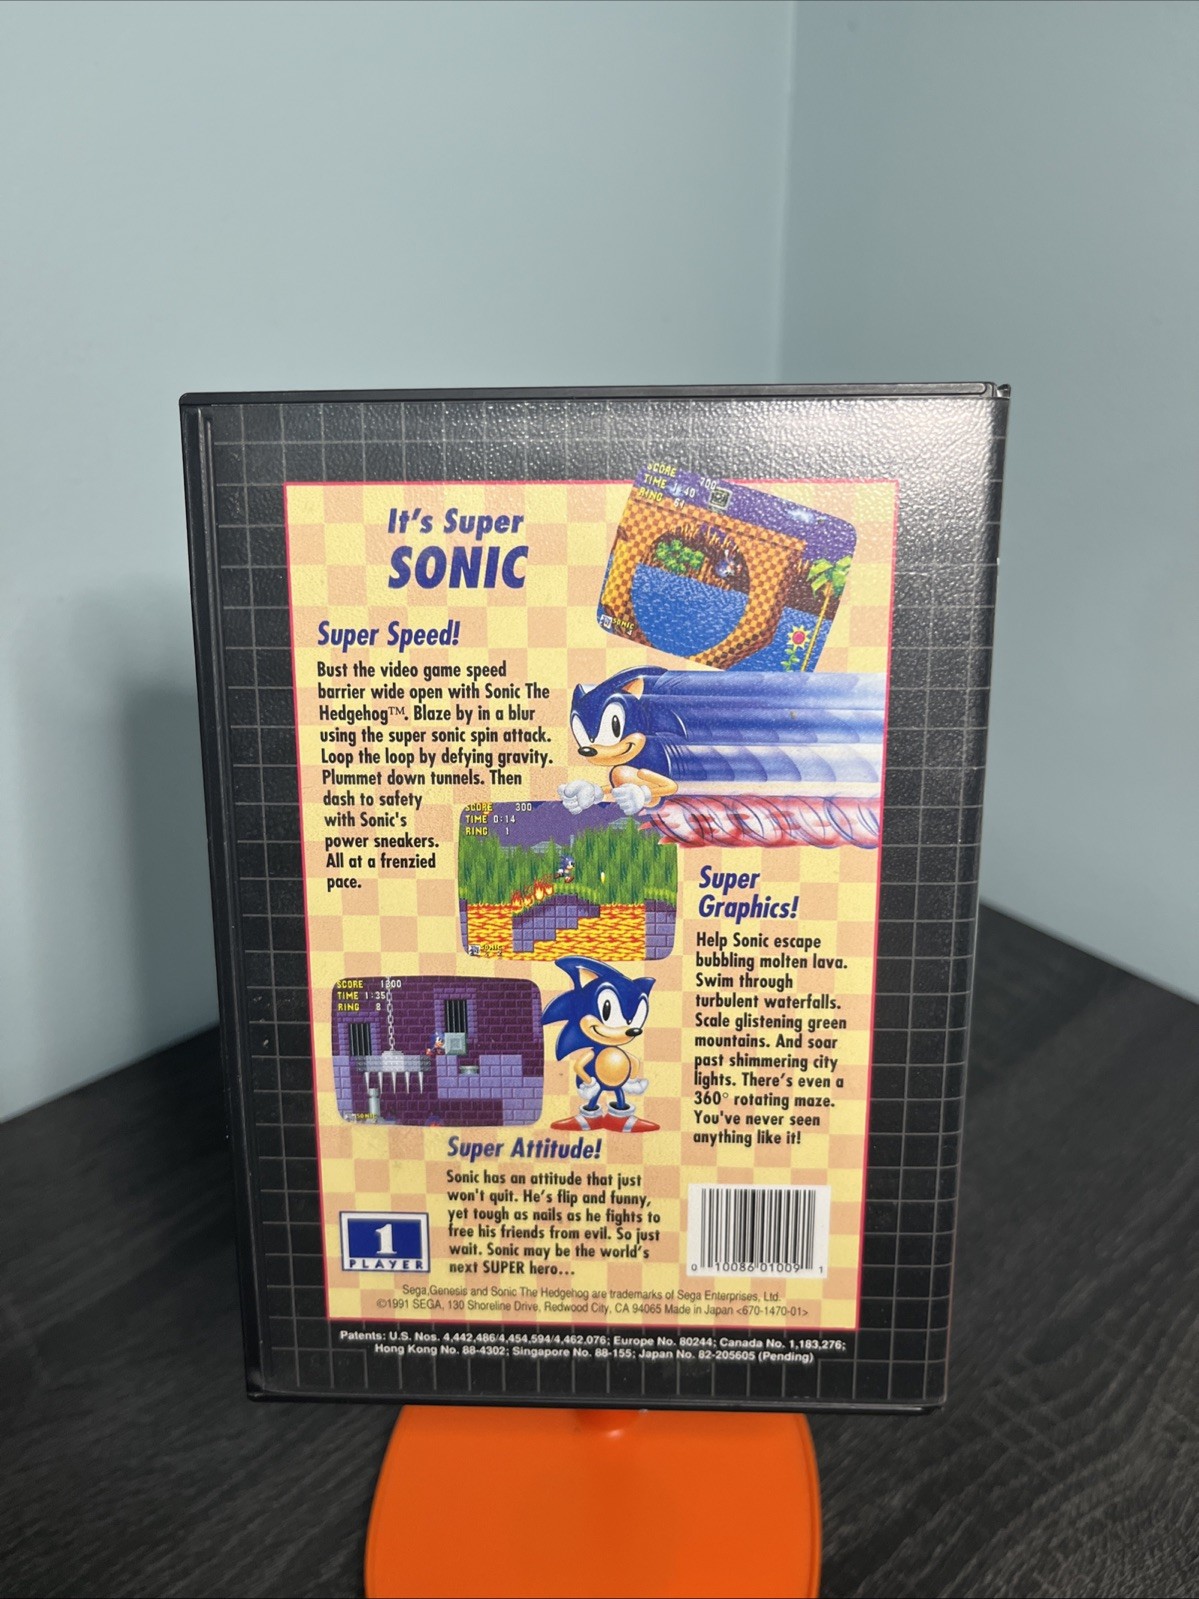 It's Super
SONIC
SCORE 300
TIME 1:40
RING 61
SONIC
Super Speed!
Bust the video game speed
barrier wide open with Sonic The
Hedgehog™. Blaze by in a blur
using the super sonic spin attack.
Loop the loop by defying gravity.
Plummet down tunnels. Then
dash to safety
with Sonic's
power sneakers.
All at a frenzied
pace.
SCORE 300
TIME 0:14
RING 1
SONIC
Super
Graphics!
Help Sonic escape
bubbling molten lava.
Swim through
turbulent waterfalls.
Scale glistening green
mountains. And soar
past shimmering city
lights. There's even a
360° rotating maze.
You've never seen
anything like it!
SCORE 1200
TIME 1:35
RING 8
SONIC
Super Attitude!
Sonic has an attitude that just
won't quit. He's flip and funny,
yet tough as nails as he fights to
free his friends from evil. So just
wait. Sonic may be the world's
next SUPER hero...
1
PLAYER
0 10086 01009 1
Sega, Genesis and Sonic The Hedgehog are trademarks of Sega Enterprises, Ltd.
©1991 SEGA, 130 Shoreline Drive, Redwood City, CA 94065 Made in Japan <670-1470-01>
Patents: U.S. Nos. 4,442,486/4,454,594/4,462,076; Europe No. 80244; Canada No. 1,183,276;
Hong Kong No. 88-4302; Singapore No. 88-155; Japan No. 82-205605 (Pending)